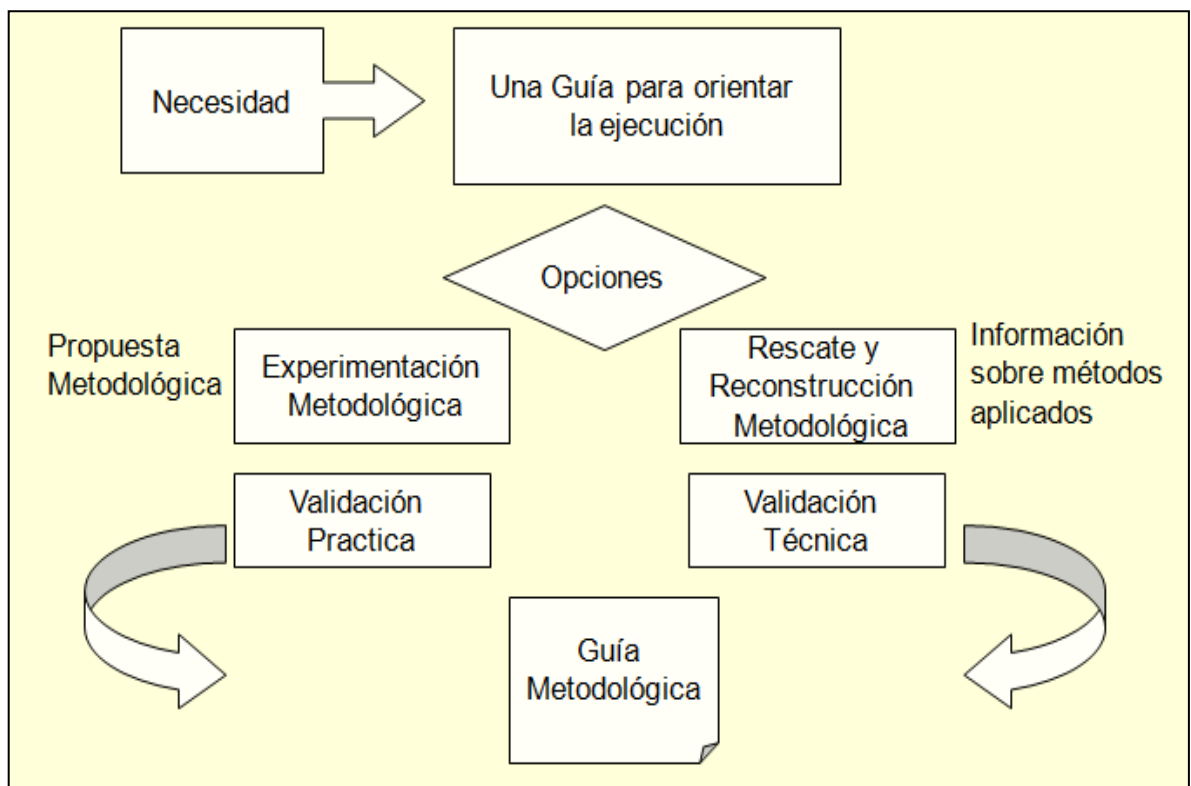 Necesidad
Una Guía para orientar
la ejecución
Opciones
Propuesta
Metodológica
Experimentación
Metodológica
Rescate y
Reconstrucción
Metodológica
Información
sobre métodos
aplicados
Validación
Practica
Validación
Técnica
Guía
Metodológica